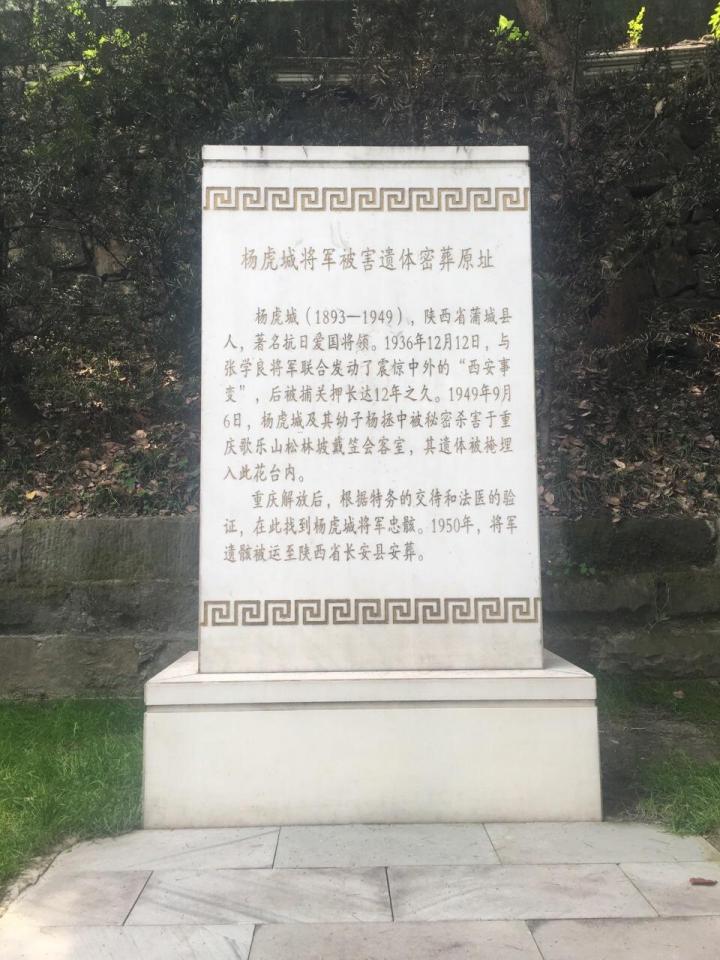 杨虎城将军被害遗体密葬原址
杨虎城（1893—1949），陕西省蒲城县
人，著名抗日爱国将领。1936年12月12日，与
张学良将军联合发动了震惊中外的“西安事
变”，后被捕关押长达12年之久。1949年9月
6日，杨虎城及其幼子杨拯中被秘密杀害于重
庆歌乐山松林坡戴笠会客室，其遗体被掩埋
入此花台内。
重庆解放后，根据特务的交待和法医的验
证，在此找到杨虎城将军忠骸。1950年，将军
遗骸被运至陕西省长安县安葬。